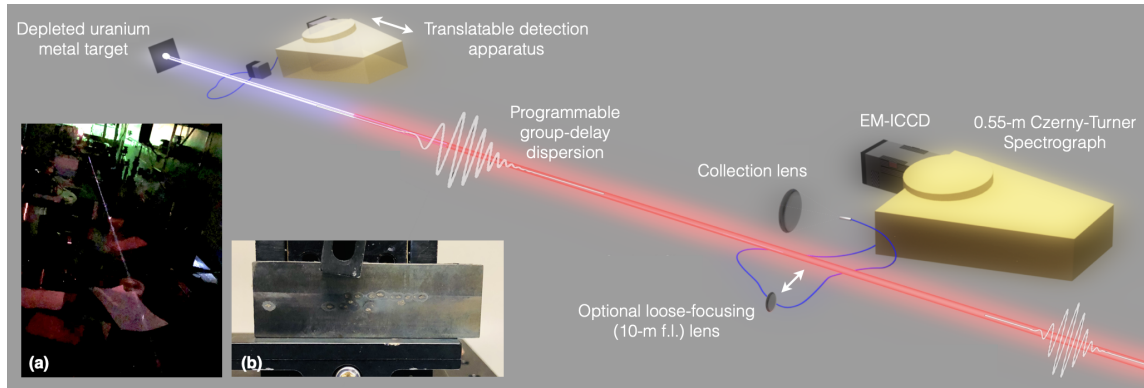 Depleted uranium
metal target
Translatable detection
apparatus
Programmable
group-delay
dispersion
EM-ICCD
0.55-m Czerny-Turner
Spectrograph
Collection lens
Optional loose-focusing
(10-m f.l.) lens
(a)
(b)